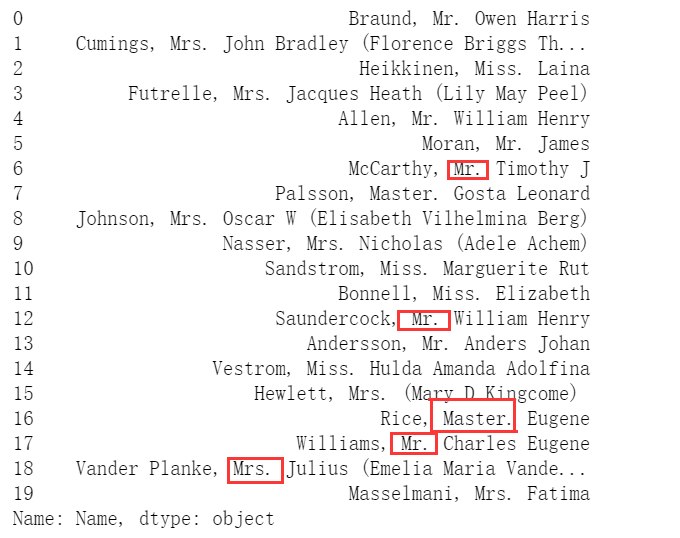 0 Braund, Mr. Owen Harris
1 Cumings, Mrs. John Bradley (Florence Briggs Th...
2 Heikkinen, Miss. Laina
3 Futrelle, Mrs. Jacques Heath (Lily May Peel)
4 Allen, Mr. William Henry
5 Moran, Mr. James
6 McCarthy, Mr. Timothy J
7 Palsson, Master. Gosta Leonard
8 Johnson, Mrs. Oscar W (Elisabeth Vilhelmina Berg)
9 Nasser, Mrs. Nicholas (Adele Achem)
10 Sandstrom, Miss. Marguerite Rut
11 Bonnell, Miss. Elizabeth
12 Saundercock, Mr. William Henry
13 Andersson, Mr. Anders Johan
14 Vestrom, Miss. Hulda Amanda Adolfina
15 Hewlett, Mrs. (Mary D Kingcome)
16 Rice, Master. Eugene
17 Williams, Mr. Charles Eugene
18 Vander Planke, Mrs. Julius (Emelia Maria Vande...
19 Masselmani, Mrs. Fatima
Name: Name, dtype: object